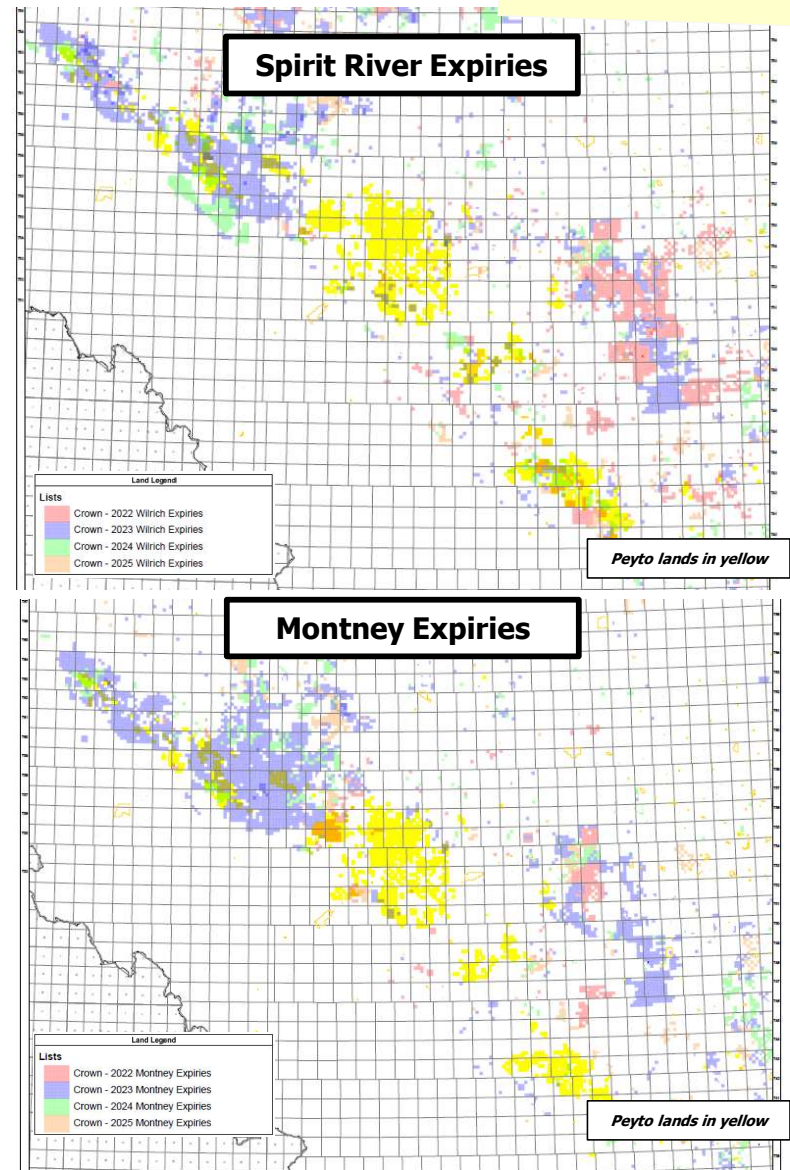 Spirit River Expiries
Land Legend
Lists
Crown - 2022 Wilrich Expiries
Crown - 2023 Wilrich Expiries
Crown - 2024 Wilrich Expiries
Crown - 2025 Wilrich Expiries
Peyto lands in yellow
Montney Expiries
Land Legend
Lists
Crown - 2022 Montney Expiries
Crown - 2023 Montney Expiries
Crown - 2024 Montney Expiries
Crown - 2025 Montney Expiries
Peyto lands in yellow